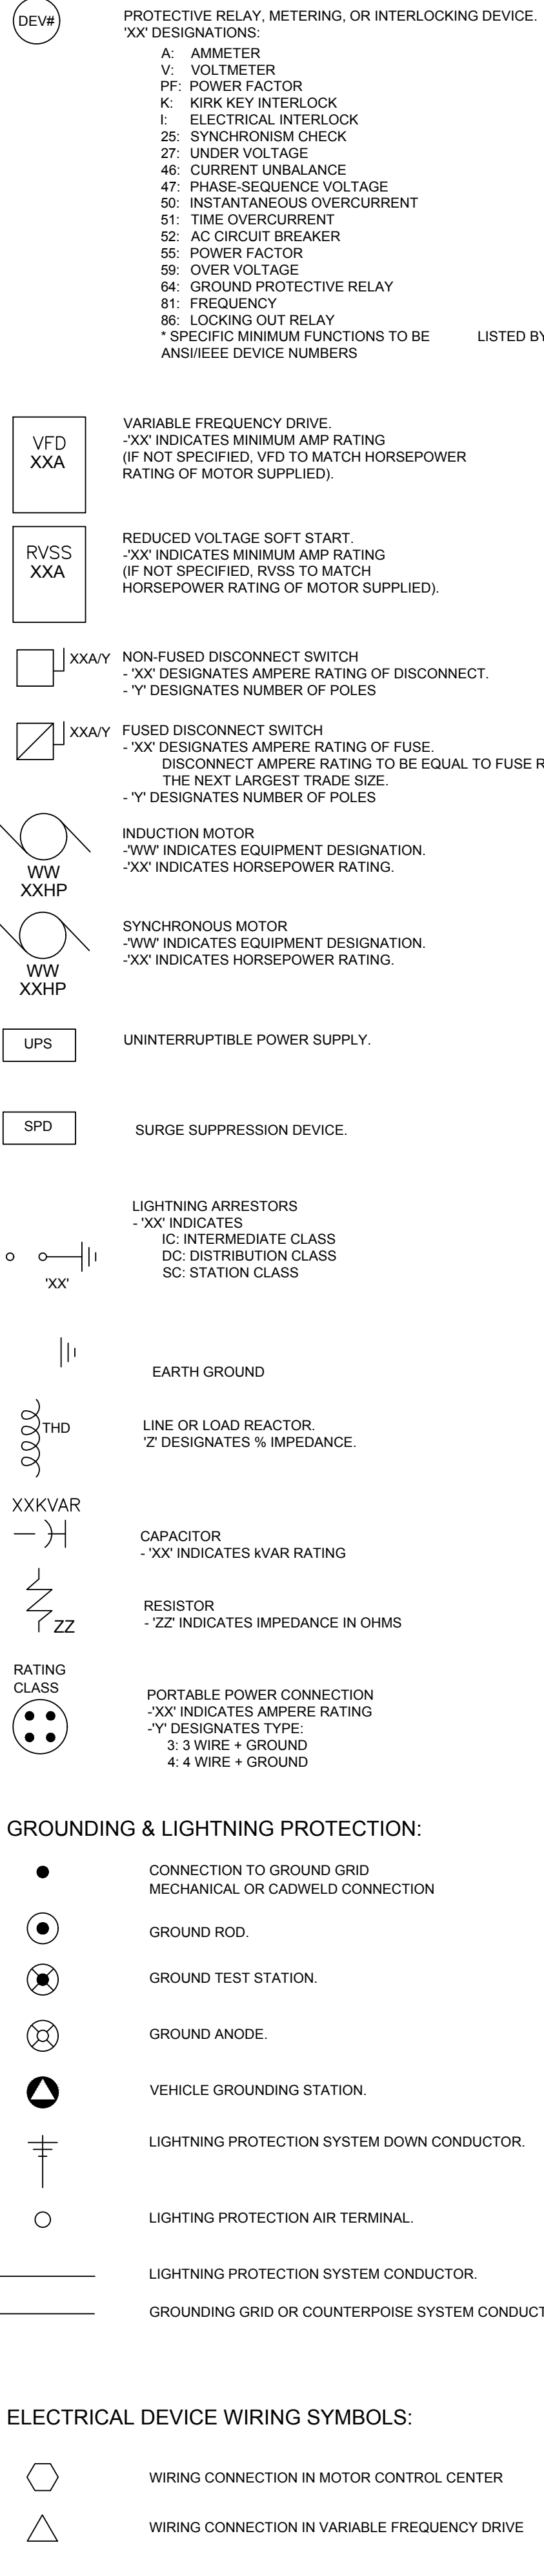 DEV#
PROTECTIVE RELAY, METERING, OR INTERLOCKING DEVICE.
'XX' DESIGNATIONS:
A: AMMETER
V: VOLTMETER
PF: POWER FACTOR
K: KIRK KEY INTERLOCK
I: ELECTRICAL INTERLOCK
25: SYNCHRONISM CHECK
27: UNDER VOLTAGE
46: CURRENT UNBALANCE
47: PHASE-SEQUENCE VOLTAGE
50: INSTANTANEOUS OVERCURRENT
51: TIME OVERCURRENT
52: AC CIRCUIT BREAKER
55: POWER FACTOR
59: OVER VOLTAGE
64: GROUND PROTECTIVE RELAY
81: FREQUENCY
86: LOCKING OUT RELAY
* SPECIFIC MINIMUM FUNCTIONS TO BE LISTED BY
ANSI/IEEE DEVICE NUMBERS
VFD
XXA
VARIABLE FREQUENCY DRIVE.
-'XX' INDICATES MINIMUM AMP RATING
(IF NOT SPECIFIED, VFD TO MATCH HORSEPOWER
RATING OF MOTOR SUPPLIED).
RVSS
XXA
REDUCED VOLTAGE SOFT START.
-'XX' INDICATES MINIMUM AMP RATING
(IF NOT SPECIFIED, RVSS TO MATCH
HORSEPOWER RATING OF MOTOR SUPPLIED).
XXA/Y
NON-FUSED DISCONNECT SWITCH
- 'XX' DESIGNATES AMPERE RATING OF DISCONNECT.
- 'Y' DESIGNATES NUMBER OF POLES
XXA/Y
FUSED DISCONNECT SWITCH
- 'XX' DESIGNATES AMPERE RATING OF FUSE.
DISCONNECT AMPERE RATING TO BE EQUAL TO FUSE R
THE NEXT LARGEST TRADE SIZE.
- 'Y' DESIGNATES NUMBER OF POLES
WW
XXHP
INDUCTION MOTOR
-'WW' INDICATES EQUIPMENT DESIGNATION.
-'XX' INDICATES HORSEPOWER RATING.
WW
XXHP
SYNCHRONOUS MOTOR
-'WW' INDICATES EQUIPMENT DESIGNATION.
-'XX' INDICATES HORSEPOWER RATING.
UPS
UNINTERRUPTIBLE POWER SUPPLY.
SPD
SURGE SUPPRESSION DEVICE.
'XX'
LIGHTNING ARRESTORS
- 'XX' INDICATES
IC: INTERMEDIATE CLASS
DC: DISTRIBUTION CLASS
SC: STATION CLASS
EARTH GROUND
THD
LINE OR LOAD REACTOR.
'Z' DESIGNATES % IMPEDANCE.
XXKVAR
CAPACITOR
- 'XX' INDICATES kVAR RATING
ZZ
RESISTOR
- 'ZZ' INDICATES IMPEDANCE IN OHMS
RATING
CLASS
PORTABLE POWER CONNECTION
-'XX' INDICATES AMPERE RATING
-'Y' DESIGNATES TYPE:
3: 3 WIRE + GROUND
4: 4 WIRE + GROUND
GROUNDING & LIGHTNING PROTECTION:
CONNECTION TO GROUND GRID
MECHANICAL OR CADWELD CONNECTION
GROUND ROD.
GROUND TEST STATION.
GROUND ANODE.
VEHICLE GROUNDING STATION.
LIGHTNING PROTECTION SYSTEM DOWN CONDUCTOR.
LIGHTING PROTECTION AIR TERMINAL.
LIGHTNING PROTECTION SYSTEM CONDUCTOR.
GROUNDING GRID OR COUNTERPOISE SYSTEM CONDUCT
ELECTRICAL DEVICE WIRING SYMBOLS:
WIRING CONNECTION IN MOTOR CONTROL CENTER
WIRING CONNECTION IN VARIABLE FREQUENCY DRIVE